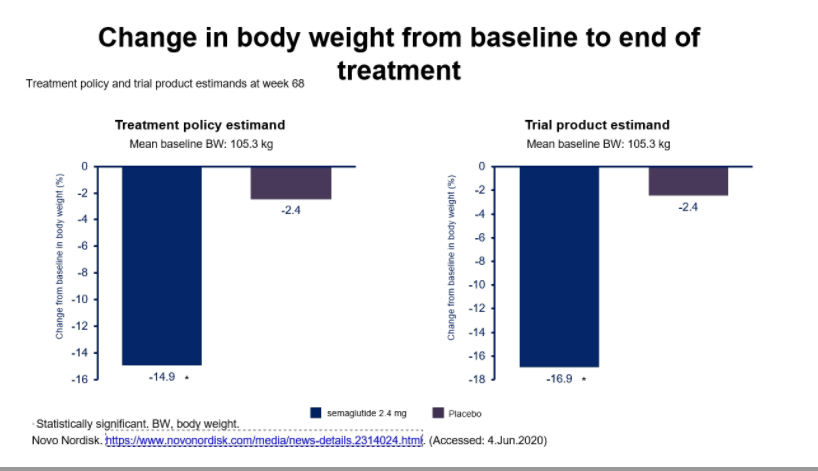 Change in body weight from baseline to end of
treatment
Treatment policy and trial product estimands at week 68
Treatment policy estimand
Mean baseline BW: 105.3 kg
Change from baseline in body weight (%)
0
-2
-4
-6
-8
-10
-12
-14
-16
-14.9 *
-2.4
Trial product estimand
Mean baseline BW: 105.3 kg
Change from baseline in body weight (%)
0
-2
-4
-6
-8
-10
-12
-14
-16
-18
-16.9 *
-2.4
semaglutide 2.4 mg
Placebo
· Statistically significant. BW, body weight.
Novo Nordisk. https://www.novonordisk.com/media/news-details.2314024.html. (Accessed: 4.Jun.2020)